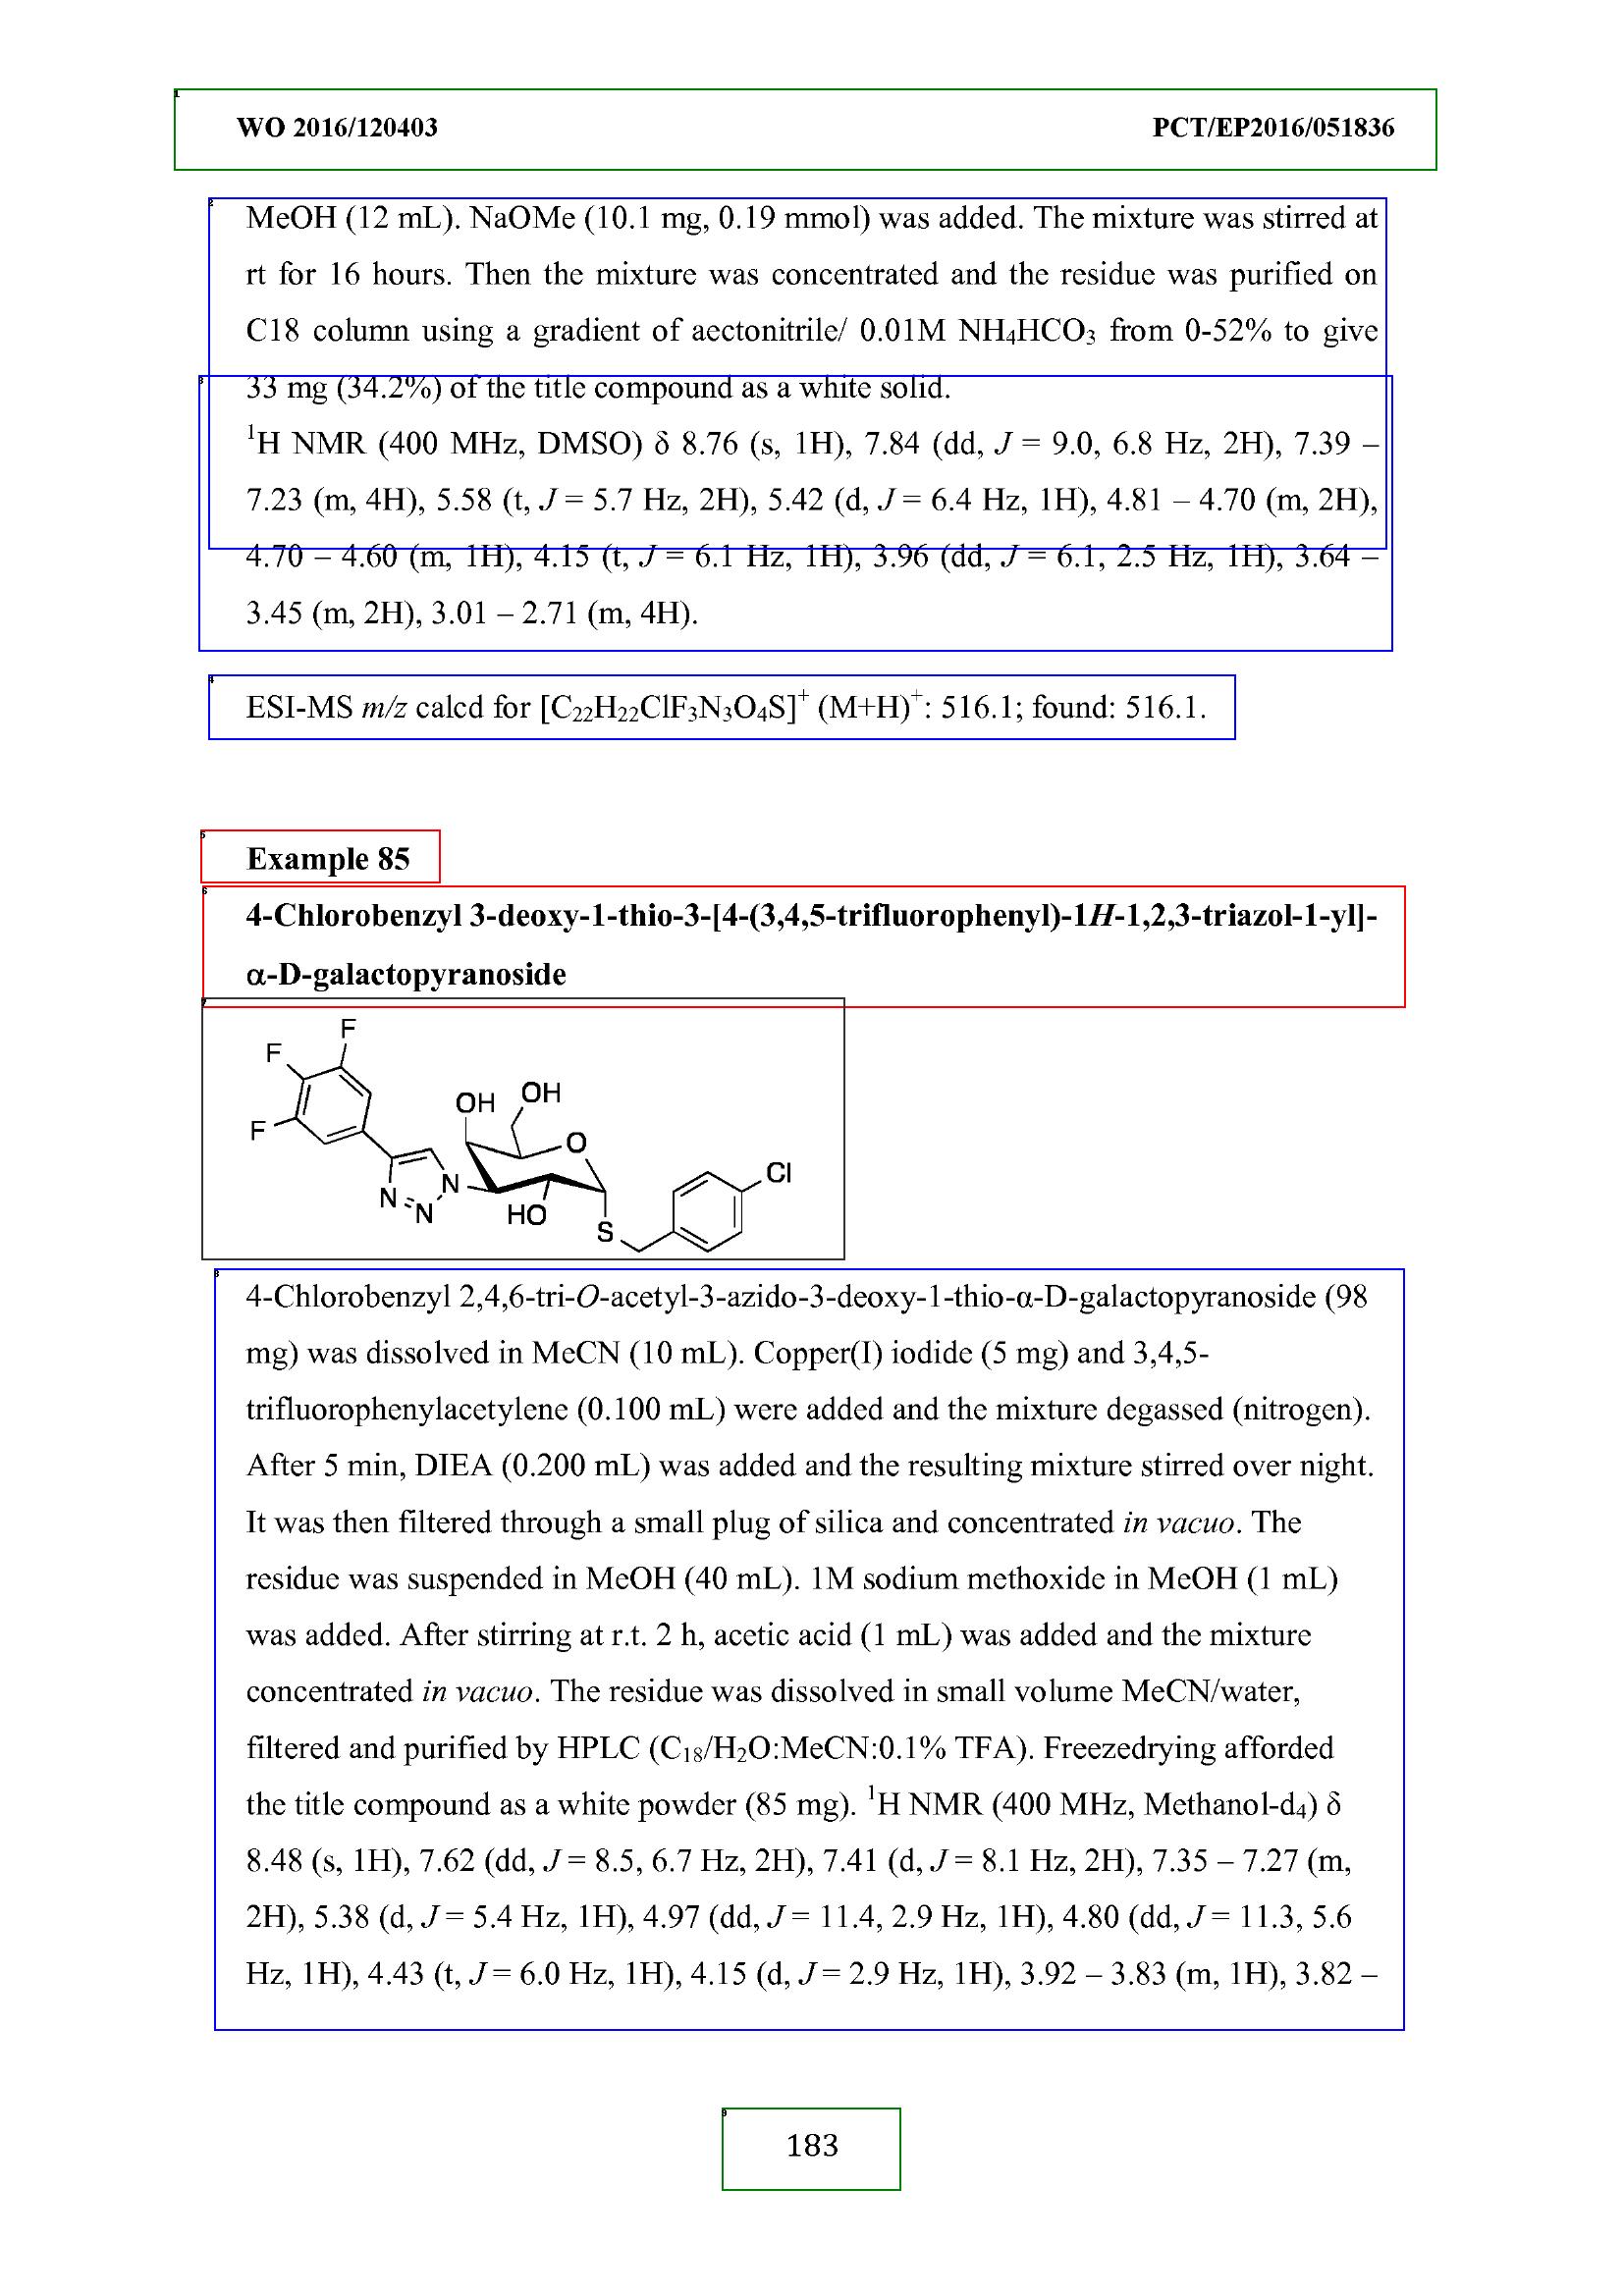 WO 2016/120403 PCT/EP2016/051836
MeOH (12 mL). NaOMe (10.1 mg, 0.19 mmol) was added. The mixture was stirred at
rt for 16 hours. Then the mixture was concentrated and the residue was purified on
C18 column using a gradient of aectonitrile/ 0.01M NH₄HCO₃ from 0-52% to give
33 mg (34.2%) of the title compound as a white solid.
¹H NMR (400 MHz, DMSO) δ 8.76 (s, 1H), 7.84 (dd, J = 9.0, 6.8 Hz, 2H), 7.39 –
7.23 (m, 4H), 5.58 (t, J = 5.7 Hz, 2H), 5.42 (d, J = 6.4 Hz, 1H), 4.81 – 4.70 (m, 2H),
4.70 – 4.60 (m, 1H), 4.15 (t, J = 6.1 Hz, 1H), 3.96 (dd, J = 6.1, 2.5 Hz, 1H), 3.64 –
3.45 (m, 2H), 3.01 – 2.71 (m, 4H).
ESI-MS m/z calcd for [C₂₂H₂₂ClF₃N₃O₄S]⁺ (M+H)⁺: 516.1; found: 516.1.
Example 85
4-Chlorobenzyl 3-deoxy-1-thio-3-[4-(3,4,5-trifluorophenyl)-1H-1,2,3-triazol-1-yl]-
α-D-galactopyranoside
F
F
F
OH
OH
O
N
N
N
HO
S
Cl
4-Chlorobenzyl 2,4,6-tri-O-acetyl-3-azido-3-deoxy-1-thio-α-D-galactopyranoside (98
mg) was dissolved in MeCN (10 mL). Copper(I) iodide (5 mg) and 3,4,5-
trifluorophenylacetylene (0.100 mL) were added and the mixture degassed (nitrogen).
After 5 min, DIEA (0.200 mL) was added and the resulting mixture stirred over night.
It was then filtered through a small plug of silica and concentrated in vacuo. The
residue was suspended in MeOH (40 mL). 1M sodium methoxide in MeOH (1 mL)
was added. After stirring at r.t. 2 h, acetic acid (1 mL) was added and the mixture
concentrated in vacuo. The residue was dissolved in small volume MeCN/water,
filtered and purified by HPLC (C₁₈/H₂O:MeCN:0.1% TFA). Freezedrying afforded
the title compound as a white powder (85 mg). ¹H NMR (400 MHz, Methanol-d₄) δ
8.48 (s, 1H), 7.62 (dd, J = 8.5, 6.7 Hz, 2H), 7.41 (d, J = 8.1 Hz, 2H), 7.35 – 7.27 (m,
2H), 5.38 (d, J = 5.4 Hz, 1H), 4.97 (dd, J = 11.4, 2.9 Hz, 1H), 4.80 (dd, J = 11.3, 5.6
Hz, 1H), 4.43 (t, J = 6.0 Hz, 1H), 4.15 (d, J = 2.9 Hz, 1H), 3.92 – 3.83 (m, 1H), 3.82 –
183